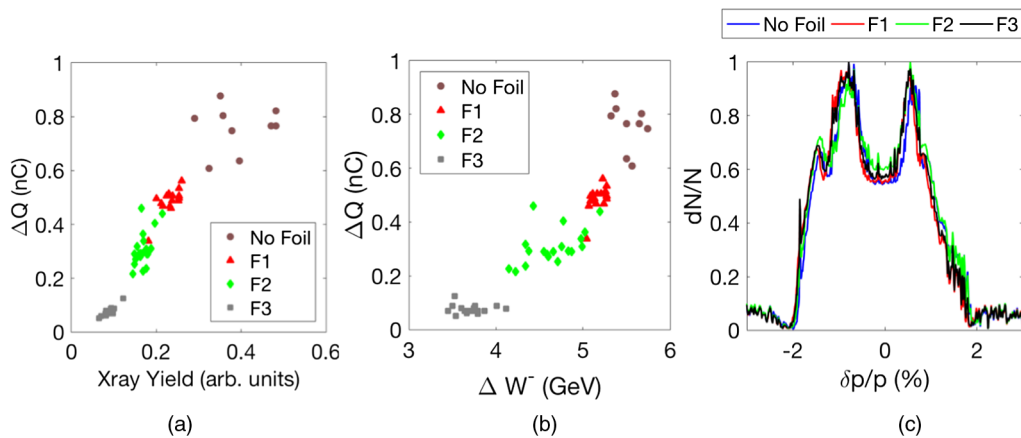 No Foil F1 F2 F3
1
0.8
0.6
0.4
0.2
0
ΔQ (nC)
No Foil
F1
F2
F3
0 0.2 0.4 0.6
Xray Yield (arb. units)
(a)
1
0.8
0.6
0.4
0.2
0
ΔQ (nC)
No Foil
F1
F2
F3
3 4 5 6
Δ W⁻ (GeV)
(b)
1
0.8
0.6
0.4
0.2
0
dN/N
-2 0 2
δp/p (%)
(c)